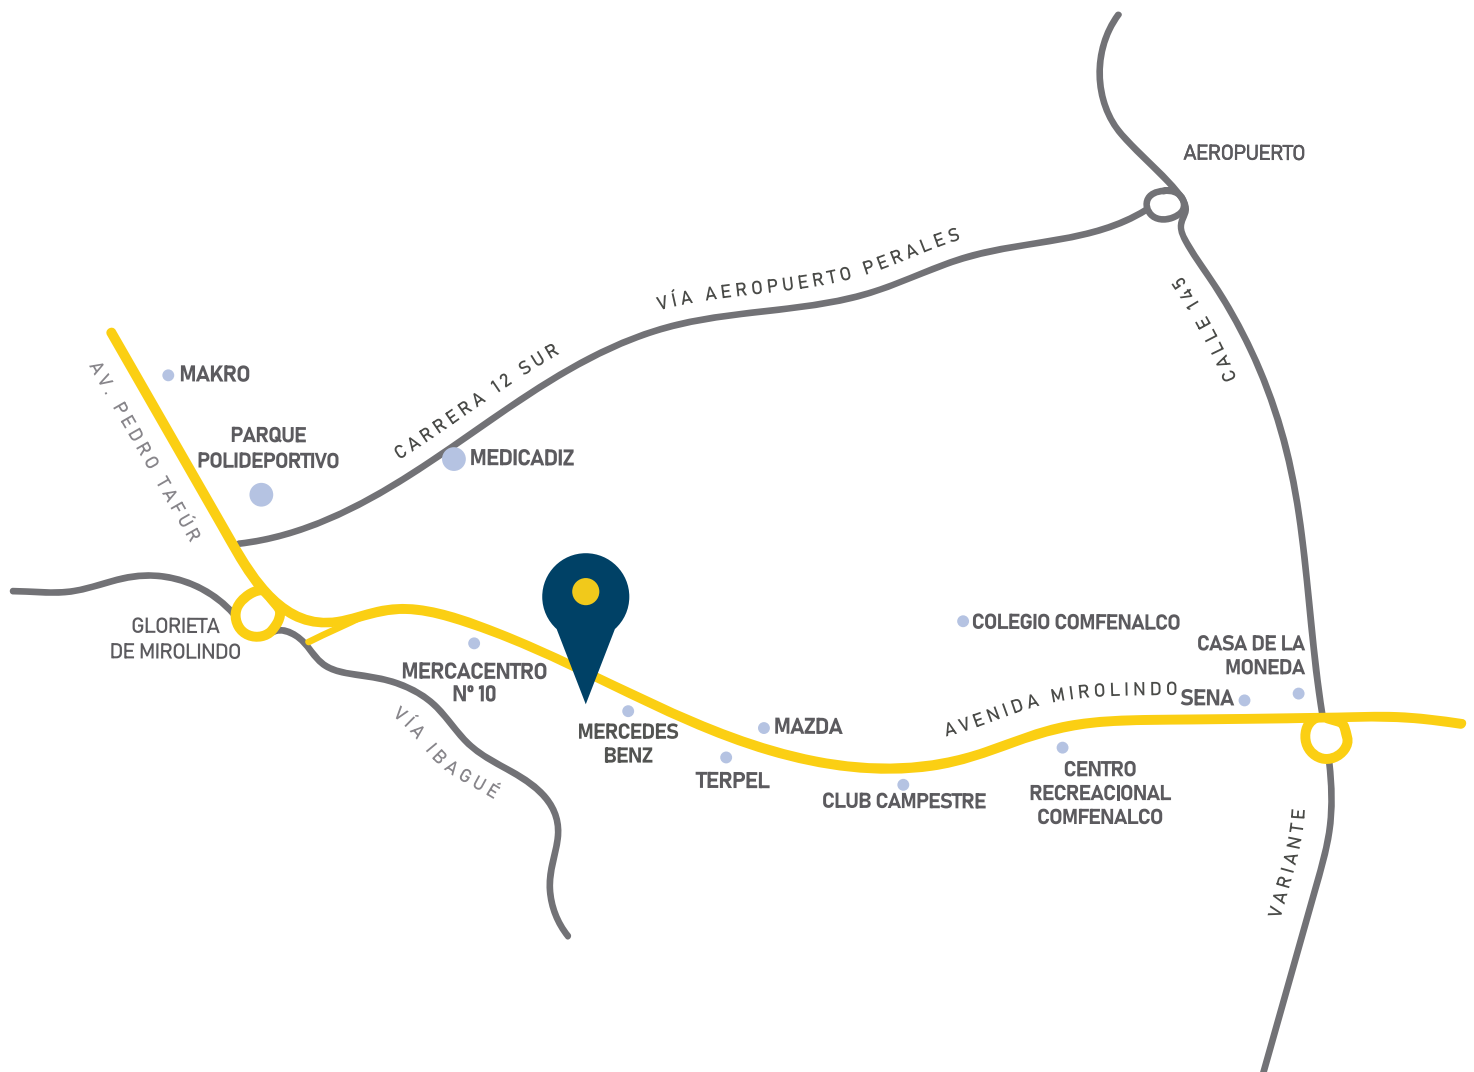 AEROPUERTO
VÍA AEROPUERTO PERALES
CALLE 145
CARRERA 12 SUR
MAKRO
AV. PEDRO TAFÚR
PARQUE
POLIDEPORTIVO
MEDICADIZ
GLORIETA
DE MIROLINDO
COLEGIO COMFENALCO
CASA DE LA
MONEDA
MERCACENTRO
Nº 10
AVENIDA MIROLINDO
SENA
VÍA IBAGUÉ
MERCEDES
BENZ
MAZDA
TERPEL
CLUB CAMPESTRE
CENTRO
RECREACIONAL
COMFENALCO
VARIANTE